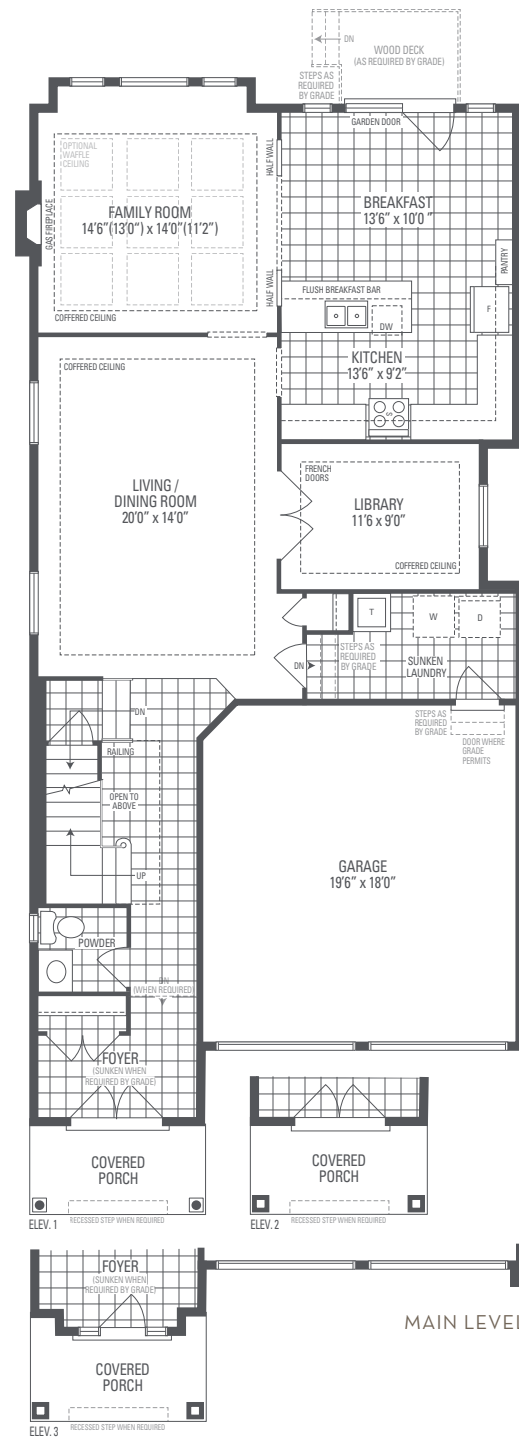 DN
WOOD DECK
(AS REQUIRED
BY GRADE)
STEPS AS
REQUIRED
BY GRADE
GARDEN DOOR
OPTIONAL
WAFFLE
CEILING
HALF WALL
FAMILY ROOM
14'6"(13'0") x 14'0"(11'2")
GAS FIREPLACE
COFFERED CEILING
HALF WALL
BREAKFAST
13'6" x 10'0"
PANTRY
FLUSH BREAKFAST BAR
F
DW
KITCHEN
13'6" x 9'2"
S
COFFERED CEILING
LIVING /
DINING ROOM
20'0" x 14'0"
FRENCH
DOORS
LIBRARY
11'6 x 9'0"
COFFERED CEILING
T
W
D
STEPS AS
REQUIRED
BY GRADE
DN
SUNKEN
LAUNDRY
STEPS AS
REQUIRED
BY GRADE
DOOR WHERE
GRADE
PERMITS
DN
RAILING
OPEN TO
ABOVE
UP
GARAGE
19'6" x 18'0"
POWDER
DN
(WHEN REQUIRED)
FOYER
(SUNKEN WHEN
REQUIRED BY GRADE)
COVERED
PORCH
ELEV. 1
RECESSED STEP WHEN REQUIRED
COVERED
PORCH
ELEV. 2
RECESSED STEP WHEN REQUIRED
FOYER
(SUNKEN WHEN
REQUIRED BY GRADE)
COVERED
PORCH
ELEV. 3
RECESSED STEP WHEN REQUIRED
MAIN LEVEL